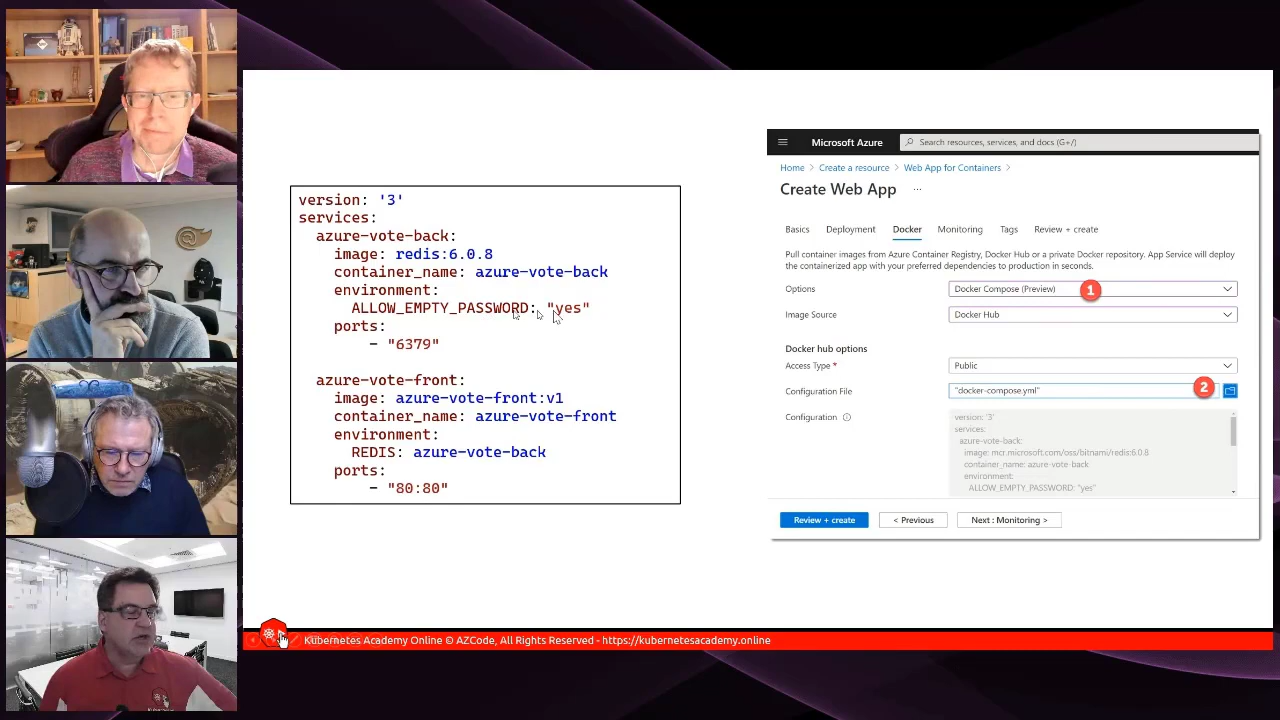 version: '3'
services:
azure-vote-back:
image: redis:6.0.8
container_name: azure-vote-back
environment:
ALLOW_EMPTY_PASSWORD: "yes"
ports:
- "6379"
azure-vote-front:
image: azure-vote-front:v1
container_name: azure-vote-front
environment:
REDIS: azure-vote-back
ports:
- "80:80"
Microsoft Azure
Search resources, services, and docs (G+/)
Home > Create a resource > Web App for Containers >
Create Web App ...
Basics Deployment Docker Monitoring Tags Review + create
Pull container images from Azure Container Registry, Docker Hub or a private Docker repository. App Service will deploy
the containerized app with your preferred dependencies to production in seconds.
Options Docker Compose (Preview) 1
Image Source Docker Hub
Docker hub options
Access Type * Public
Configuration File "docker-compose.yml" 2
Configuration
version: '3'
services:
azure-vote-back:
image: mcr.microsoft.com/oss/bitnami/redis:6.0.8
container_name: azure-vote-back
environment:
ALLOW_EMPTY_PASSWORD: "yes"
Review + create < Previous Next : Monitoring >
Kubernetes Academy Online © AZCode, All Rights Reserved - https://kubernetesacademy.online